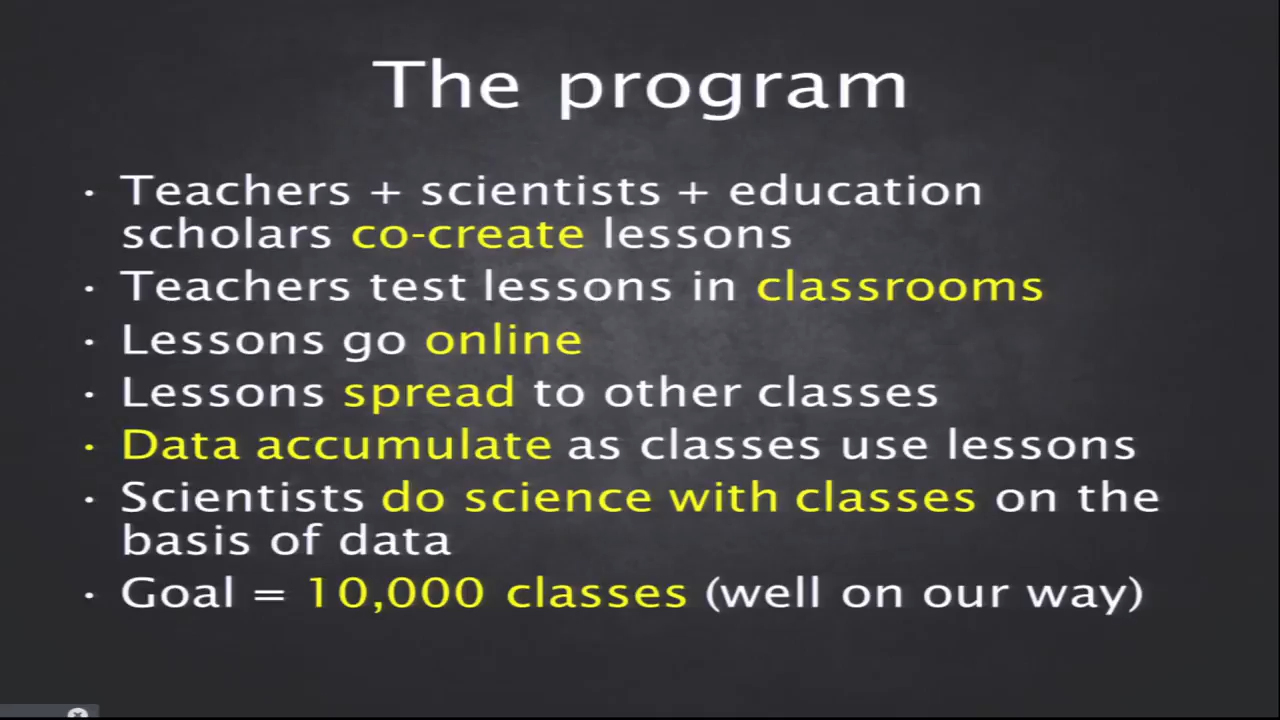 The program
· Teachers + scientists + education
scholars co-create lessons
· Teachers test lessons in classrooms
· Lessons go online
· Lessons spread to other classes
· Data accumulate as classes use lessons
· Scientists do science with classes on the
basis of data
· Goal = 10,000 classes (well on our way)